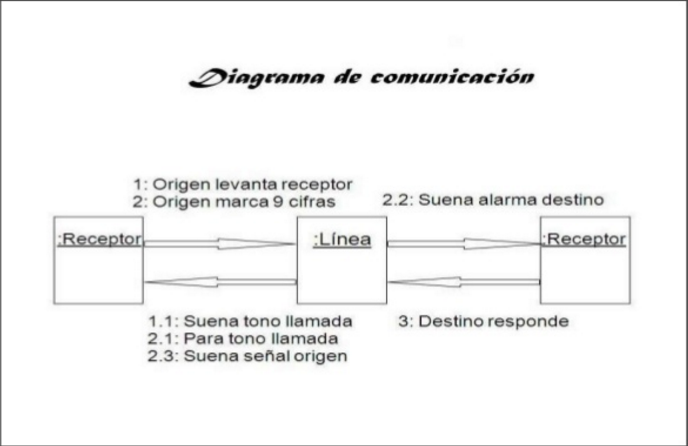 Diagrama de comunicación
1: Origen levanta receptor
2: Origen marca 9 cifras
2.2: Suena alarma destino
:Receptor
:Línea
:Receptor
1.1: Suena tono llamada
2.1: Para tono llamada
2.3: Suena señal origen
3: Destino responde